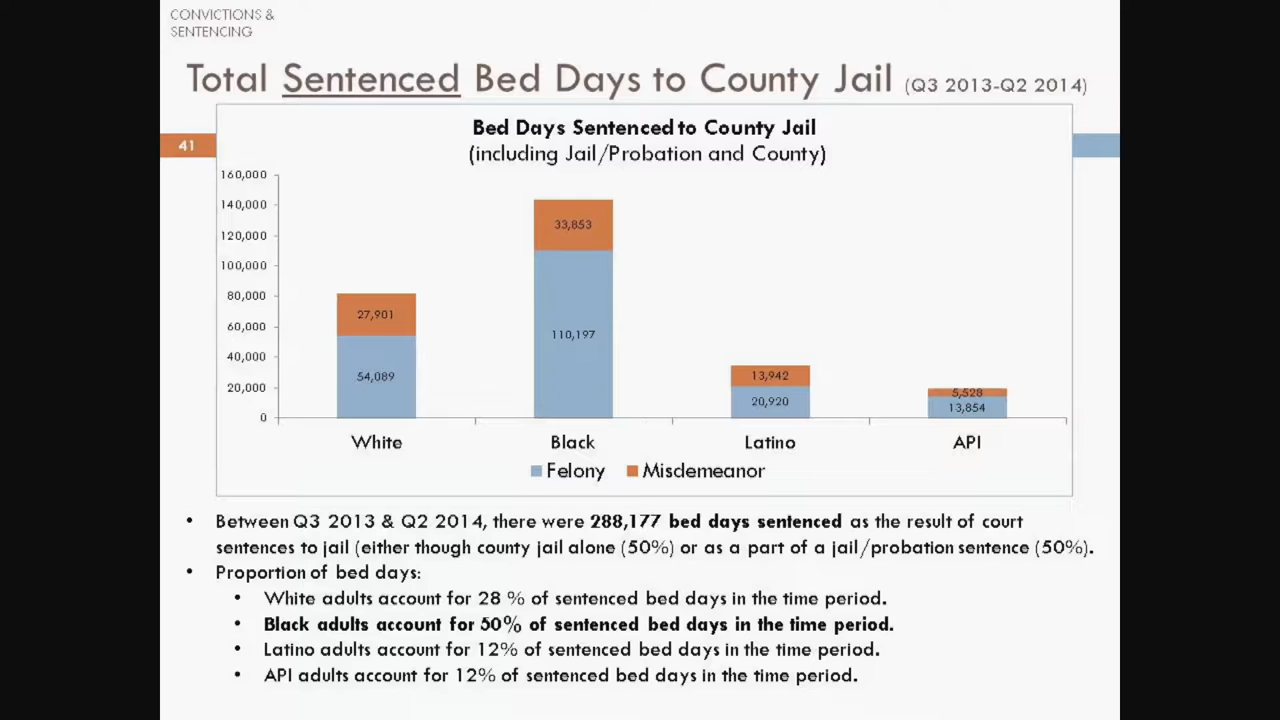 CONVICTIONS &
SENTENCING
Total Sentenced Bed Days to County Jail (Q3 2013-Q2 2014)
41
Bed Days Sentenced to County Jail
(including Jail/Probation and County)
160,000
140,000
120,000
100,000
80,000
60,000
40,000
20,000
0
27,901
54,089
33,853
110,197
13,942
20,920
5,528
13,854
White Black Latino API
Felony Misdemeanor
• Between Q3 2013 & Q2 2014, there were 288,177 bed days sentenced as the result of court
sentences to jail (either though county jail alone (50%) or as a part of a jail/probation sentence (50%).
• Proportion of bed days:
• White adults account for 28 % of sentenced bed days in the time period.
• Black adults account for 50% of sentenced bed days in the time period.
• Latino adults account for 12% of sentenced bed days in the time period.
• API adults account for 12% of sentenced bed days in the time period.